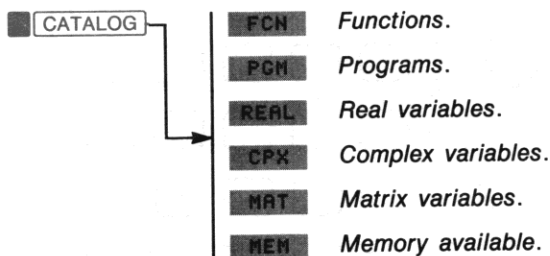 CATALOG
FCN Functions.
PGM Programs.
REAL Real variables.
CPX Complex variables.
MAT Matrix variables.
MEM Memory available.